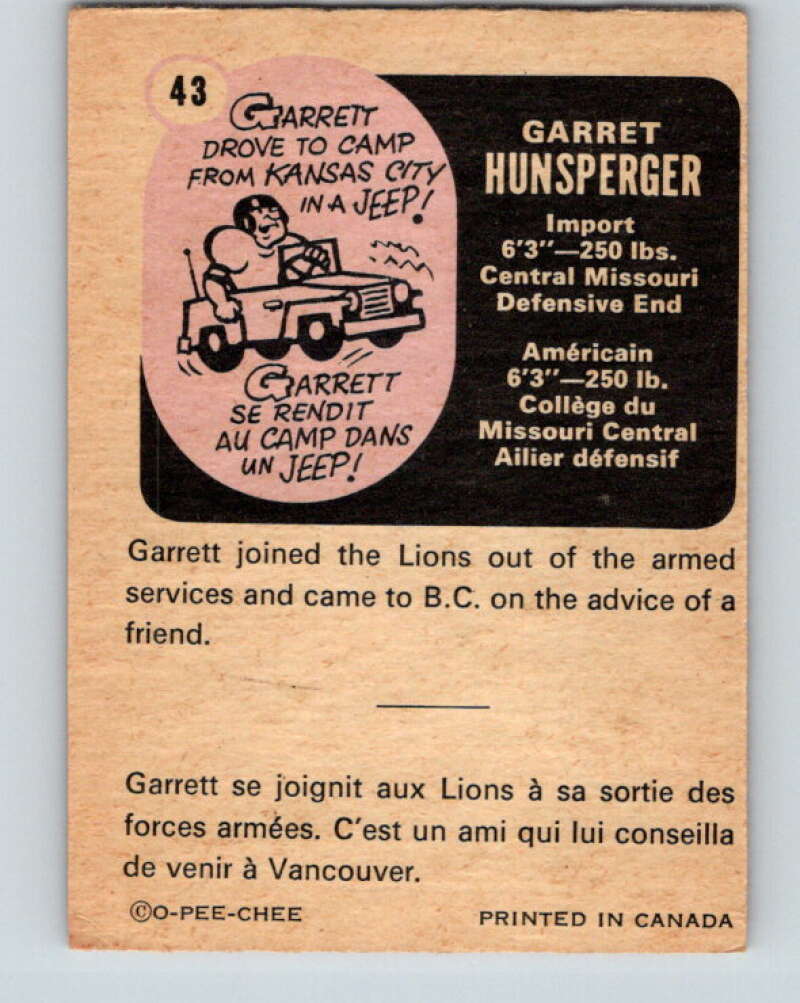 43
GARRETT
DROVE TO CAMP
FROM KANSAS CITY
IN A JEEP!
GARRETT
SE RENDIT
AU CAMP DANS
UN JEEP!
GARRET
HUNSPERGER
Import
6'3"—250 lbs.
Central Missouri
Defensive End
Américain
6'3"—250 lb.
Collège du
Missouri Central
Ailier défensif
Garrett joined the Lions out of the armed
services and came to B.C. on the advice of a
friend.
Garrett se joignit aux Lions à sa sortie des
forces armées. C'est un ami qui lui conseilla
de venir à Vancouver.
©O-PEE-CHEE
PRINTED IN CANADA